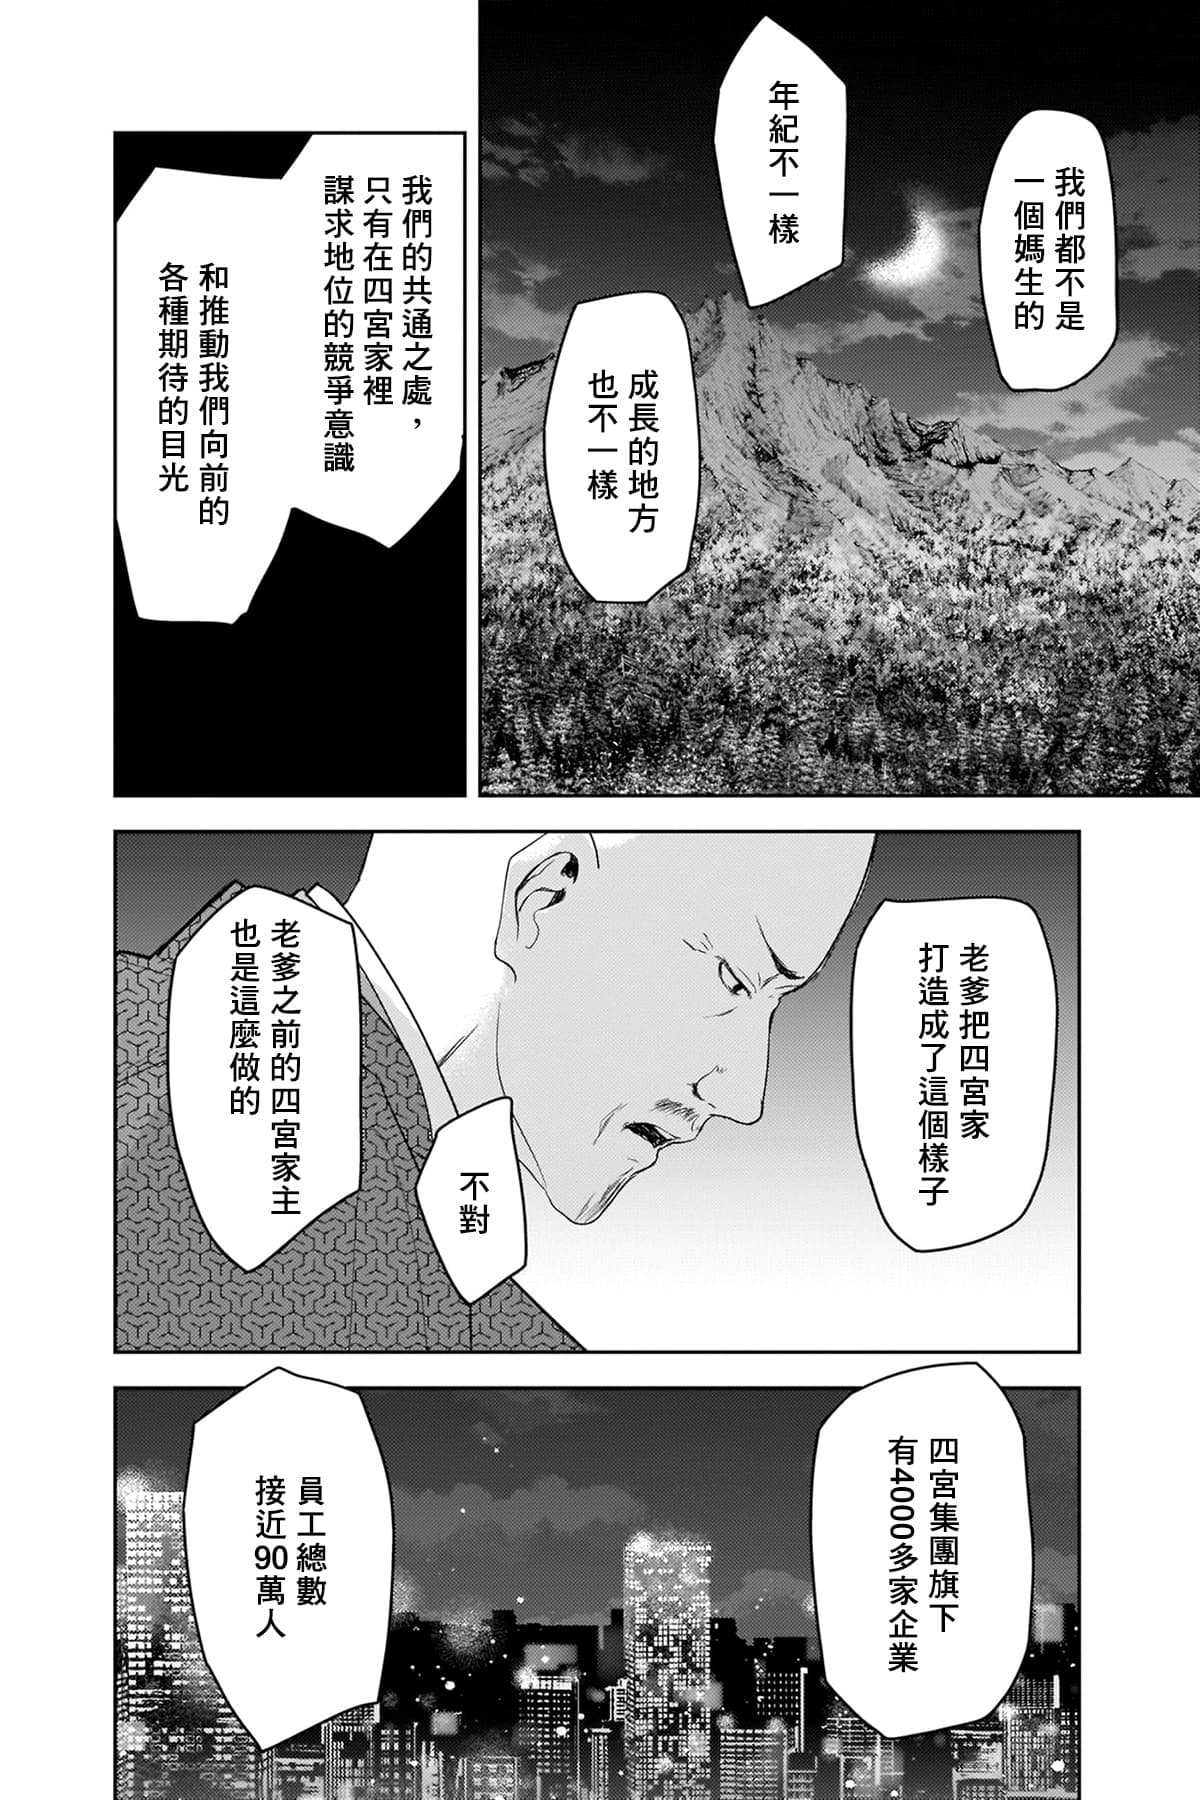 我們都不是
一個媽生的
年紀不一樣
成長的地方
也不一樣
我們的共通之處，
只有在四宮家裡
謀求地位的競爭意識
和推動我們向前的
各種期待的目光
老爹把四宮家
打造成了這個樣子
不對
老爹之前的四宮家主
也是這麼做的
四宮集團旗下
有4000多家企業
員工總數
接近90萬人